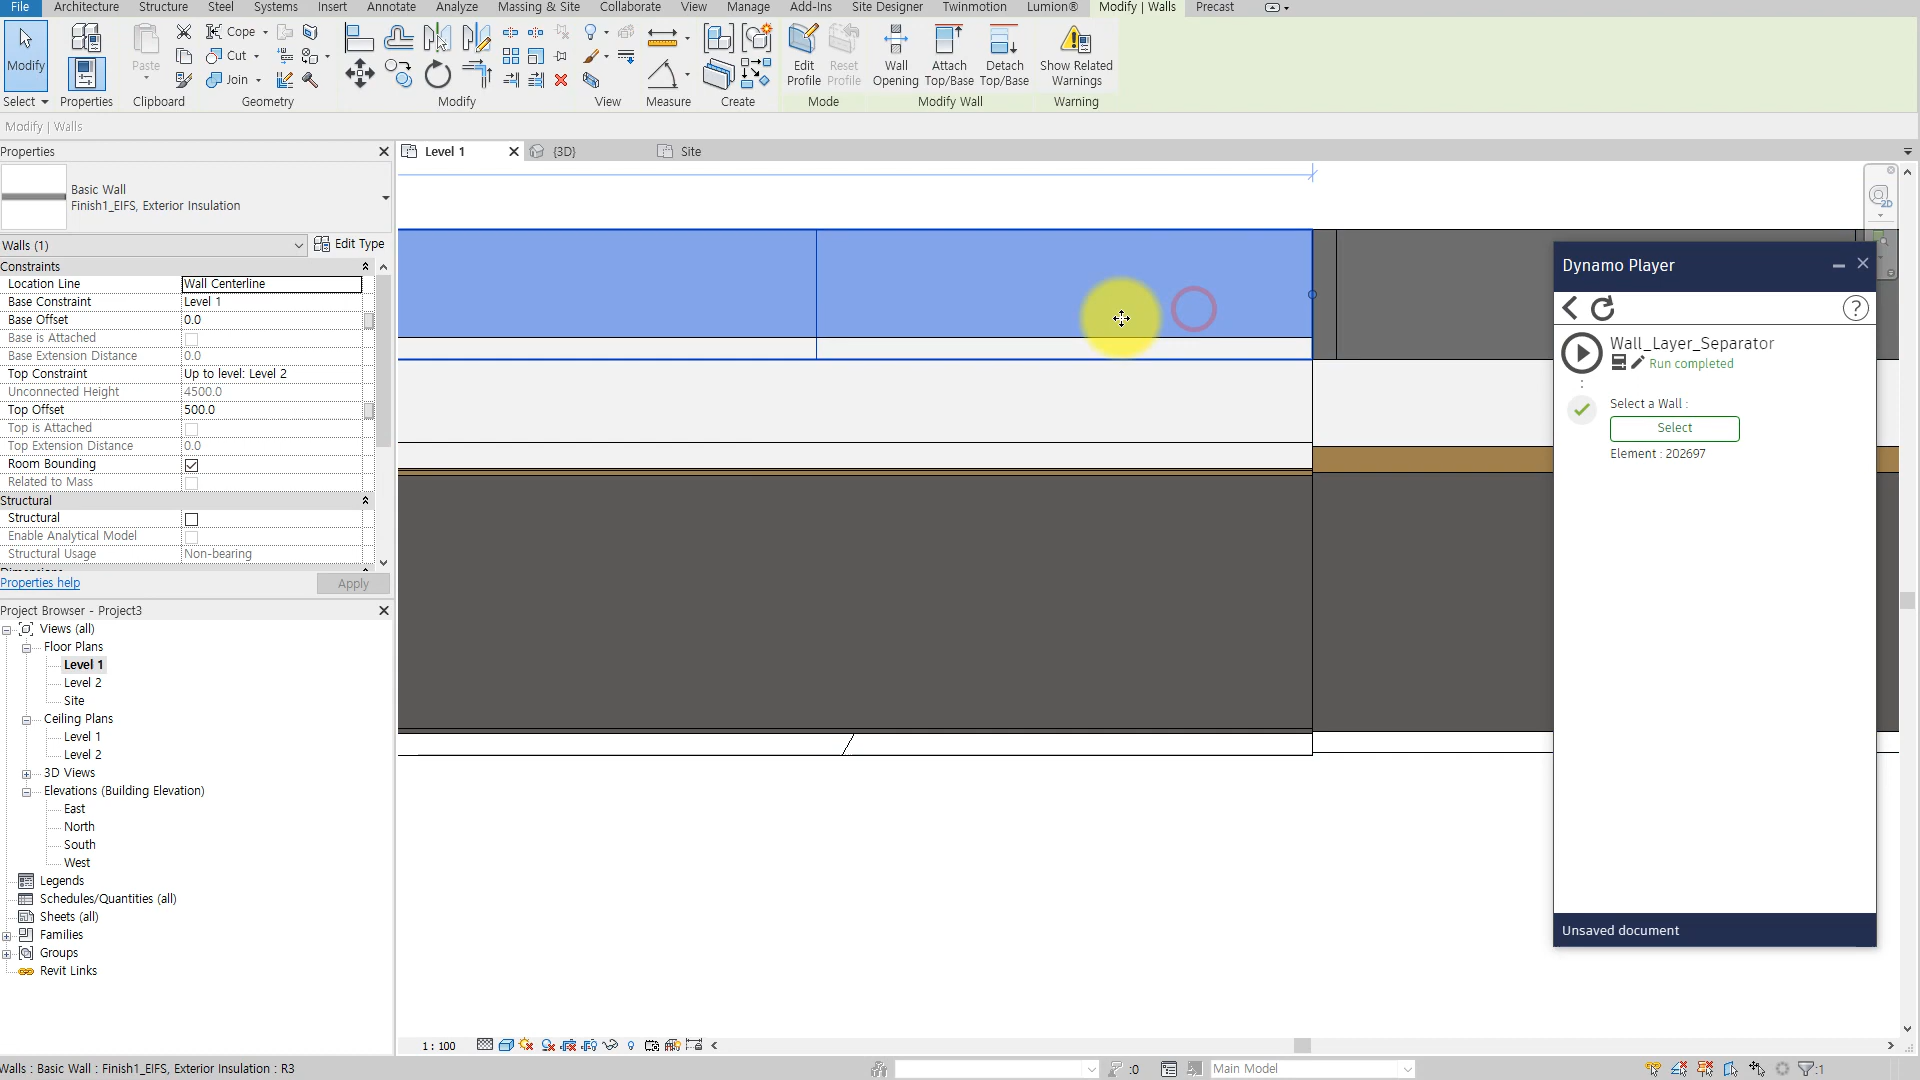 File Architecture Structure Steel Systems Insert Annotate Analyze Massing & Site Collaborate View Manage Add-Ins Site Designer Twinmotion Lumion® Modify | Walls Precast
Modify
Paste
Cope
Cut
Join
Edit Profile
Reset Profile
Wall Opening
Attach Top/Base
Detach Top/Base
Show Related Warnings
Select Properties Clipboard Geometry Modify View Measure Create Mode Modify Wall Warning
Modify | Walls
Properties
Level 1
{3D}
Site
Basic Wall
Finish1_EIFS, Exterior Insulation
Walls (1)
Edit Type
Constraints
Location Line Wall Centerline
Base Constraint Level 1
Base Offset 0.0
Base is Attached
Base Extension Distance 0.0
Top Constraint Up to level: Level 2
Unconnected Height 4500.0
Top Offset 500.0
Top is Attached
Top Extension Distance 0.0
Room Bounding
Related to Mass
Structural
Structural
Enable Analytical Model
Structural Usage Non-bearing
Properties help
Apply
Project Browser - Project3
Views (all)
Floor Plans
Level 1
Level 2
Site
Ceiling Plans
Level 1
Level 2
3D Views
Elevations (Building Elevation)
East
North
South
West
Legends
Schedules/Quantities (all)
Sheets (all)
Families
Groups
Revit Links
2D
Dynamo Player
?
Wall_Layer_Separator
Run completed
:
Select a Wall :
Select
Element : 202697
Unsaved document
1 : 100
Walls : Basic Wall : Finish1_EIFS, Exterior Insulation : R3
:0
Main Model
:1